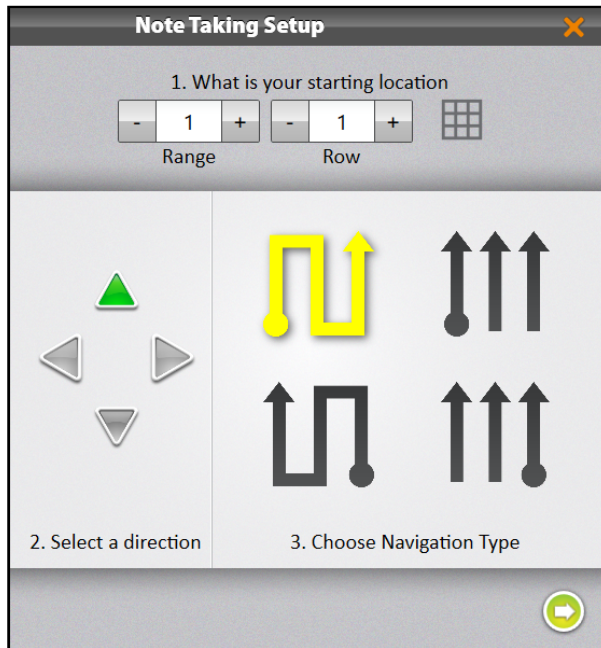 Note Taking Setup
1. What is your starting location
- 1 + - 1 +
Range Row
2. Select a direction 3. Choose Navigation Type